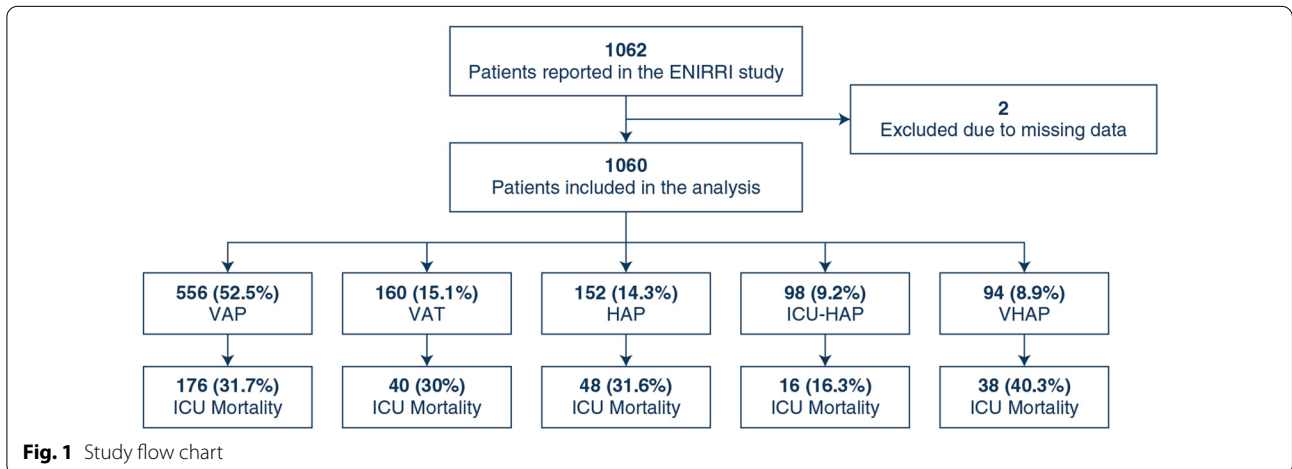 1062
Patients reported in the ENIRRI study
2
Excluded due to missing data
1060
Patients included in the analysis
556 (52.5%)
VAP
160 (15.1%)
VAT
152 (14.3%)
HAP
98 (9.2%)
ICU-HAP
94 (8.9%)
VHAP
176 (31.7%)
ICU Mortality
40 (30%)
ICU Mortality
48 (31.6%)
ICU Mortality
16 (16.3%)
ICU Mortality
38 (40.3%)
ICU Mortality
Fig. 1 Study flow chart